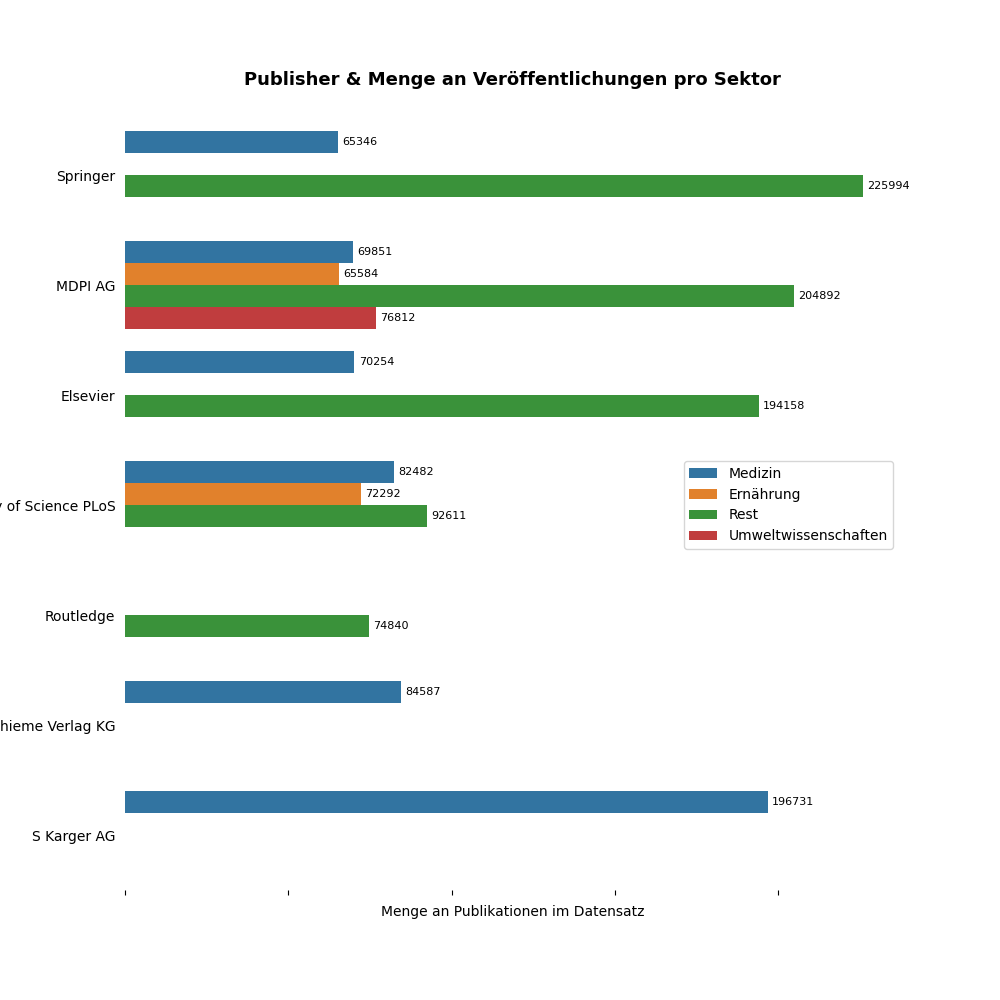 Publisher & Menge an Veröffentlichungen pro Sektor
65346
Springer
225994
69851
65584
MDPI AG
204892
76812
70254
Elsevier
194158
82482
72292
of Science PLoS
92611
Medizin
Ernährung
Rest
Umweltwissenschaften
Routledge
74840
84587
Verlag KG
196731
S Karger AG
Menge an Publikationen im Datensatz